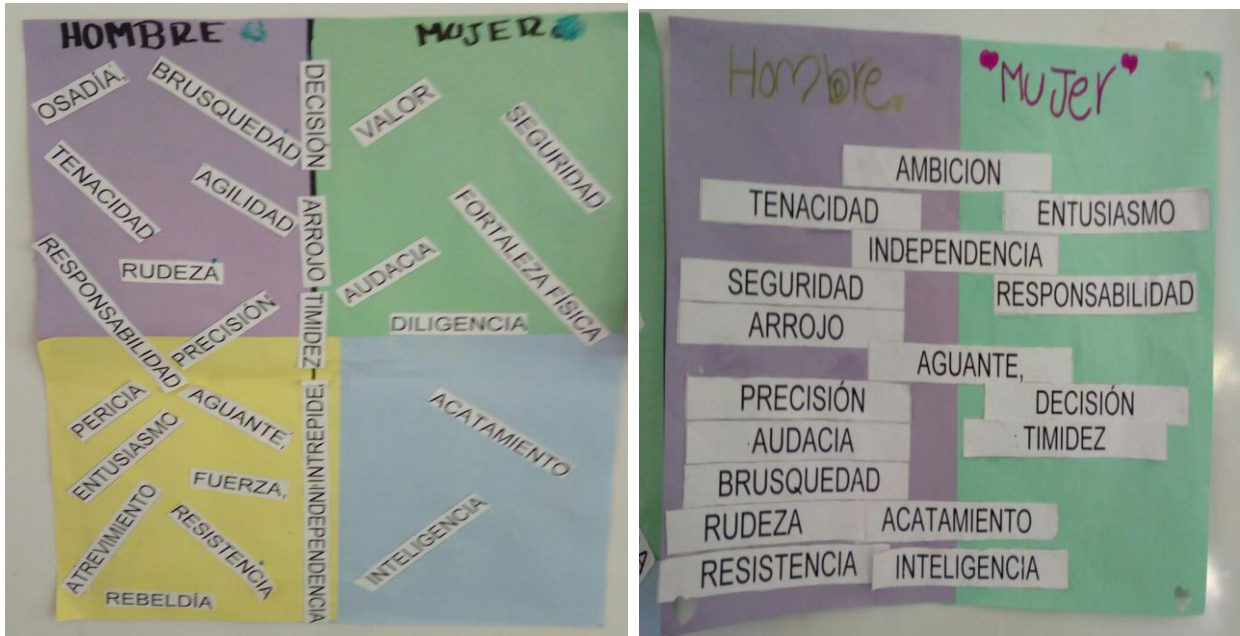 HOMBRE
MUJER
OSADÍA,
BRUSQUEDAD
TENACIDAD
AGILIDAD
RUDEZA
RESPONSABILIDAD
PRECISIÓN
PERICIA
AGUANTE,
ENTUSIASMO
FUERZA,
ATREVIMIENTO
RESISTENCIA
REBELDÍA
DECISIÓN
ARROJO
TIMIDEZ
INDEPENDENCIA
VALOR
SEGURIDAD
FORTALEZA FÍSICA
AUDACIA
DILIGENCIA
ACATAMIENTO
INTELIGENCIA
Hombre.
"Mujer"
AMBICION
TENACIDAD
ENTUSIASMO
INDEPENDENCIA
SEGURIDAD
RESPONSABILIDAD
ARROJO
AGUANTE,
PRECISIÓN
DECISIÓN
AUDACIA
TIMIDEZ
BRUSQUEDAD
RUDEZA
ACATAMIENTO
RESISTENCIA
INTELIGENCIA